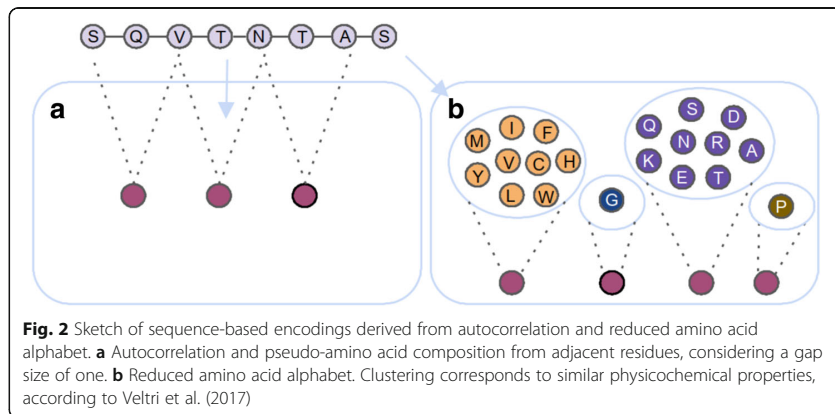 S Q V T N T A S
a
b
M I F
Y V C H
L W
G
Q S D
K N R A
E T
P
Fig. 2 Sketch of sequence-based encodings derived from autocorrelation and reduced amino acid
alphabet. a Autocorrelation and pseudo-amino acid composition from adjacent residues, considering a gap
size of one. b Reduced amino acid alphabet. Clustering corresponds to similar physicochemical properties,
according to Veltri et al. (2017)